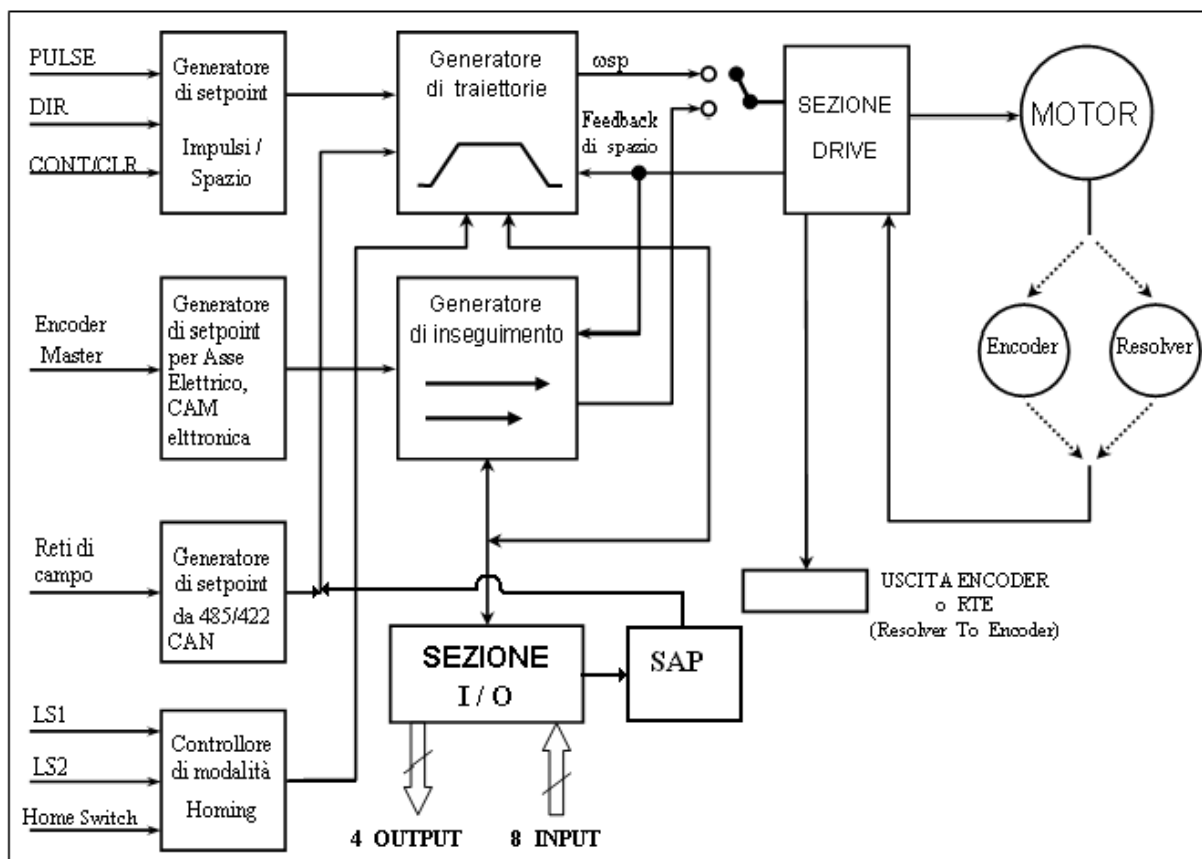 PULSE
DIR
CONT/CLR
Generatore
di setpoint
Impulsi /
Spazio
Generatore
di traiettorie
ωsp
Feedback
di spazio
SEZIONE
DRIVE
MOTOR
Encoder
Master
Generatore
di setpoint
per Asse
Elettrico,
CAM
elttronica
Generatore
di inseguimento
Encoder
Resolver
Reti di
campo
Generatore
di setpoint
da 485/422
CAN
SEZIONE
I / O
SAP
USCITA ENCODER
o RTE
(Resolver To Encoder)
LS1
LS2
Home Switch
Controllore
di modalità
Homing
4 OUTPUT
8 INPUT